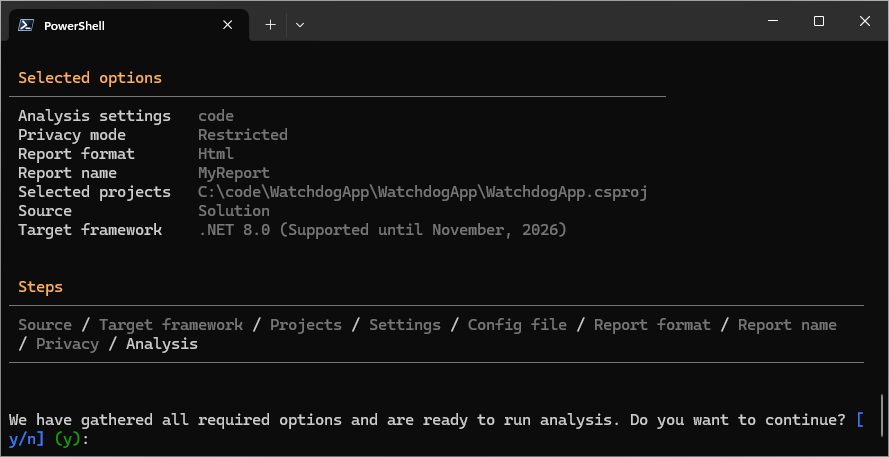 PowerShell
Selected options
Analysis settings code
Privacy mode Restricted
Report format Html
Report name MyReport
Selected projects C:\code\WatchdogApp\WatchdogApp\WatchdogApp.csproj
Source Solution
Target framework .NET 8.0 (Supported until November, 2026)
Steps
Source / Target framework / Projects / Settings / Config file / Report format / Report name
/ Privacy / Analysis
We have gathered all required options and are ready to run analysis. Do you want to continue? [
y/n] (y):